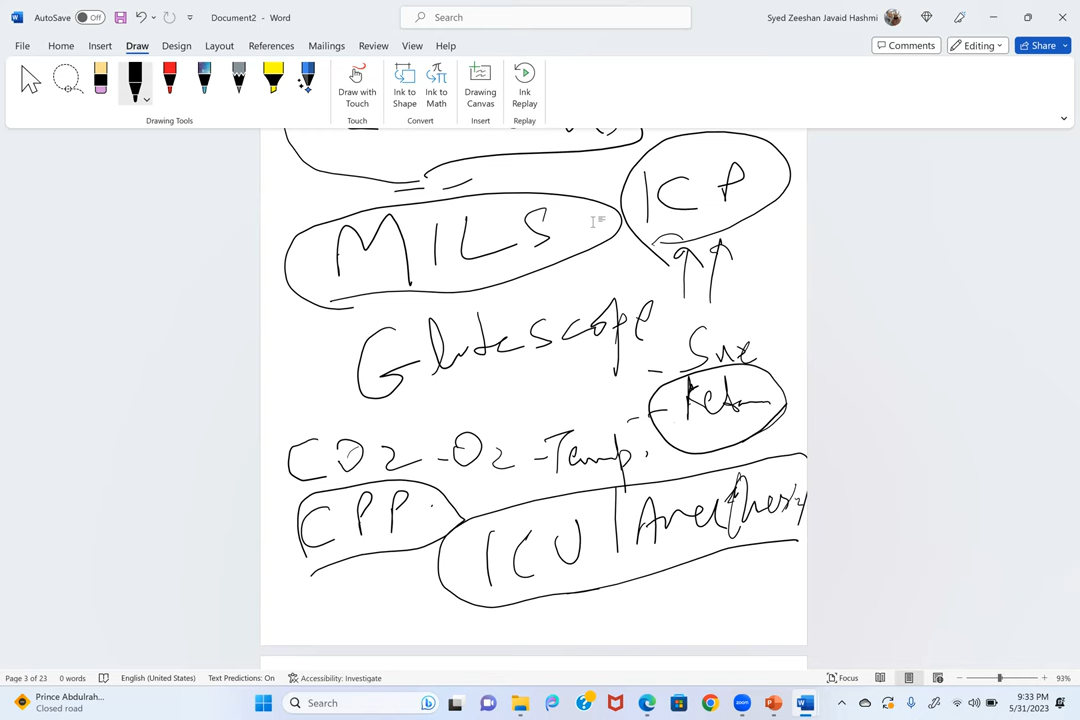 AutoSave Off Document2 - Word Search Syed Zeeshan Javaid Hashmi
File Home Insert Draw Design Layout References Mailings Review View Help Comments Editing Share
Draw with Touch Ink to Shape Ink to Math Drawing Canvas Ink Replay
Drawing Tools Touch Convert Insert Replay
ICP
MILS
Glidescope
- Sux
- Ketam
CO2 - O2 - Temp.
CPP
ICU | Anesthesia
Page 3 of 23 0 words English (United States) Text Predictions: On Accessibility: Investigate Focus 93%
Prince Abdulrah...
Closed road
Search
zoom
9:33 PM
5/31/2023